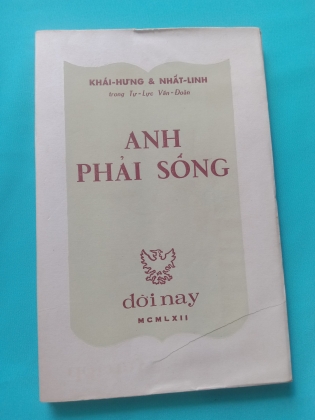 KHÁI-HƯNG & NHẤT-LINH
trong Tự-Lực Văn-Đoàn
ANH
PHẢI SỐNG
đời nay
MCMLXII